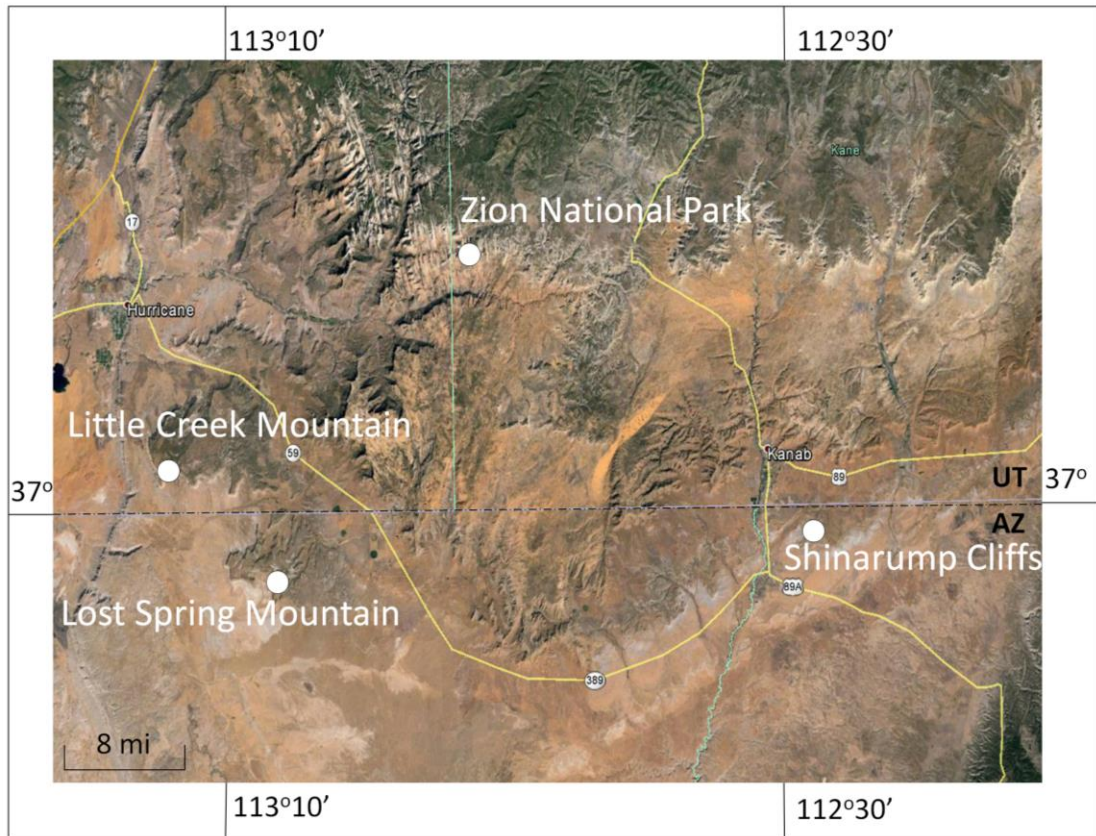 113°10’
112°30’
Kane
Zion National Park
17
Hurricane
Little Creek Mountain
59
Kanab
89
UT
37°
37°
AZ
Shinarump Cliffs
89A
Lost Spring Mountain
389
8 mi
113°10’
112°30’